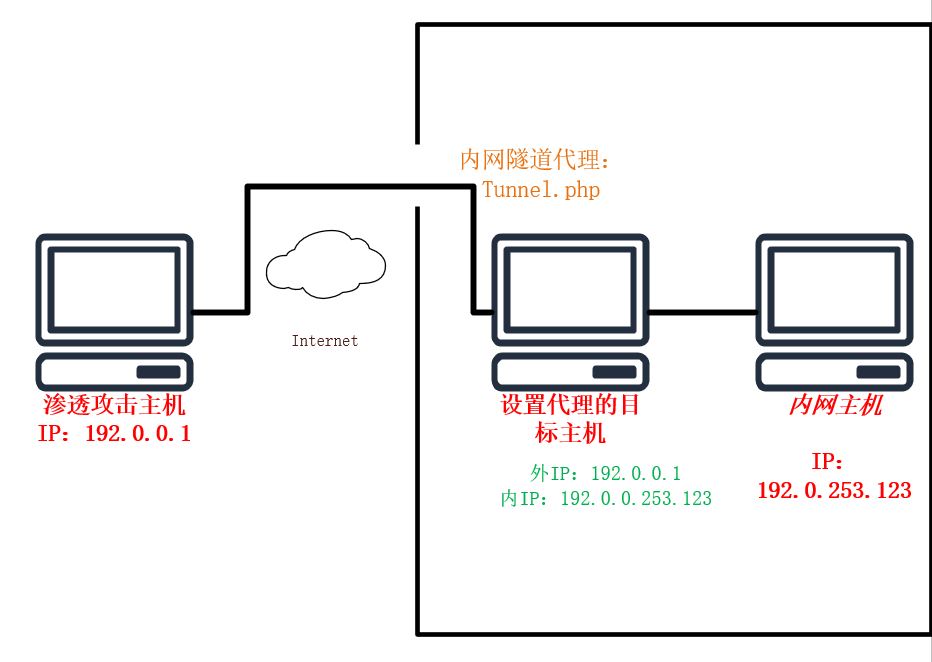 内网隧道代理：
Tunnel.php
Internet
渗透攻击主机
IP：192.0.0.1
设置代理的目
标主机
外IP：192.0.0.1
内IP：192.0.0.253.123
内网主机
IP：
192.0.253.123